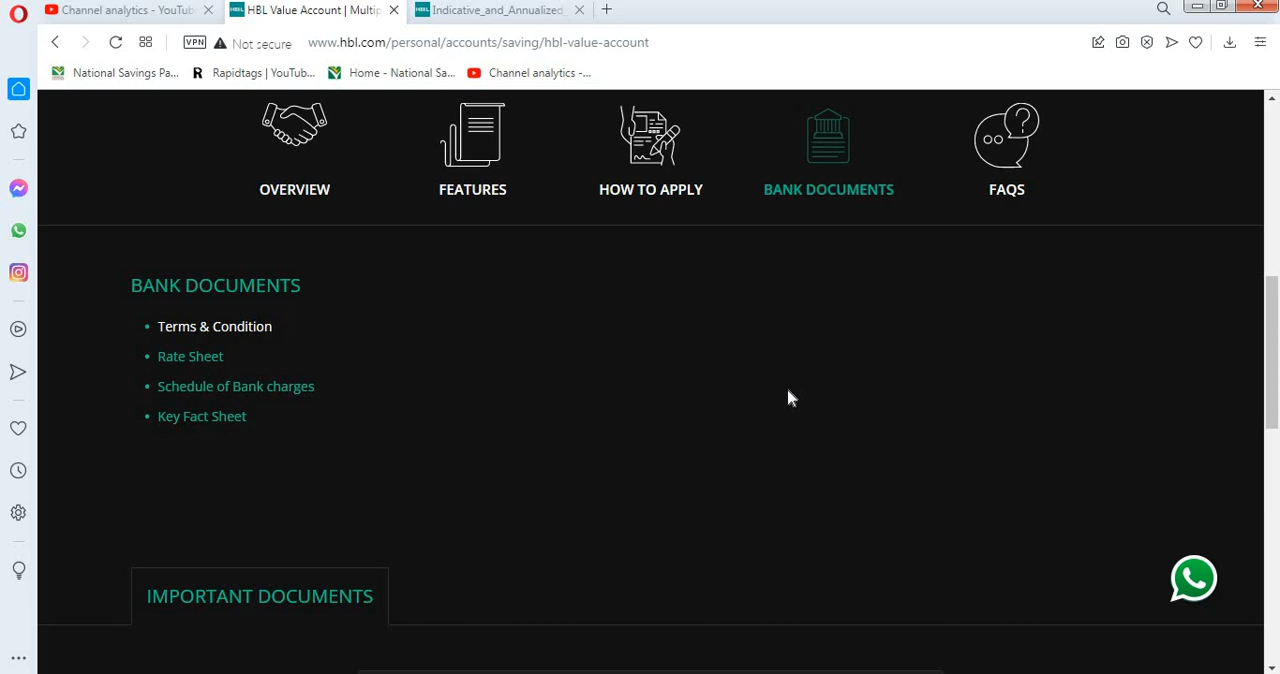 Channel analytics - YouTub
HBL Value Account | Multip
Indicative_and_Annualized_
VPN
Not secure
www.hbl.com/personal/accounts/saving/hbl-value-account
National Savings Pa...
Rapidtags | YouTub...
Home - National Sa...
Channel analytics -...
OVERVIEW
FEATURES
HOW TO APPLY
BANK DOCUMENTS
FAQS
BANK DOCUMENTS
• Terms & Condition
• Rate Sheet
• Schedule of Bank charges
• Key Fact Sheet
IMPORTANT DOCUMENTS